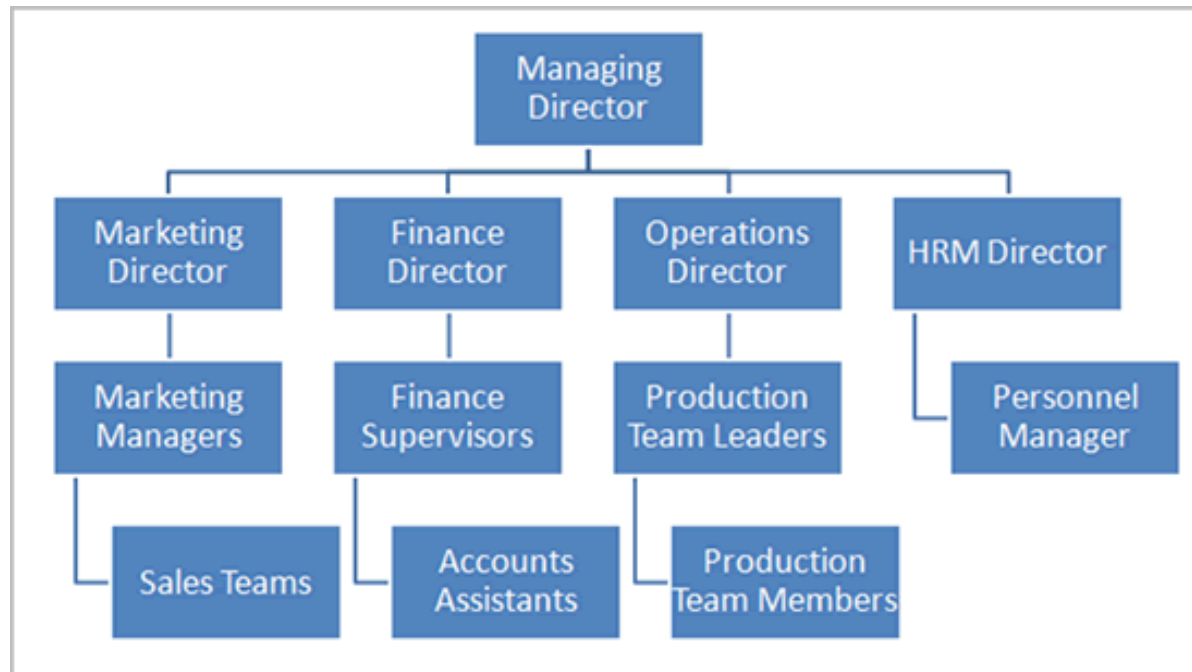 Managing
Director
Marketing
Director
Finance
Director
Operations
Director
HRM Director
Marketing
Managers
Finance
Supervisors
Production
Team Leaders
Personnel
Manager
Sales Teams
Accounts
Assistants
Production
Team Members